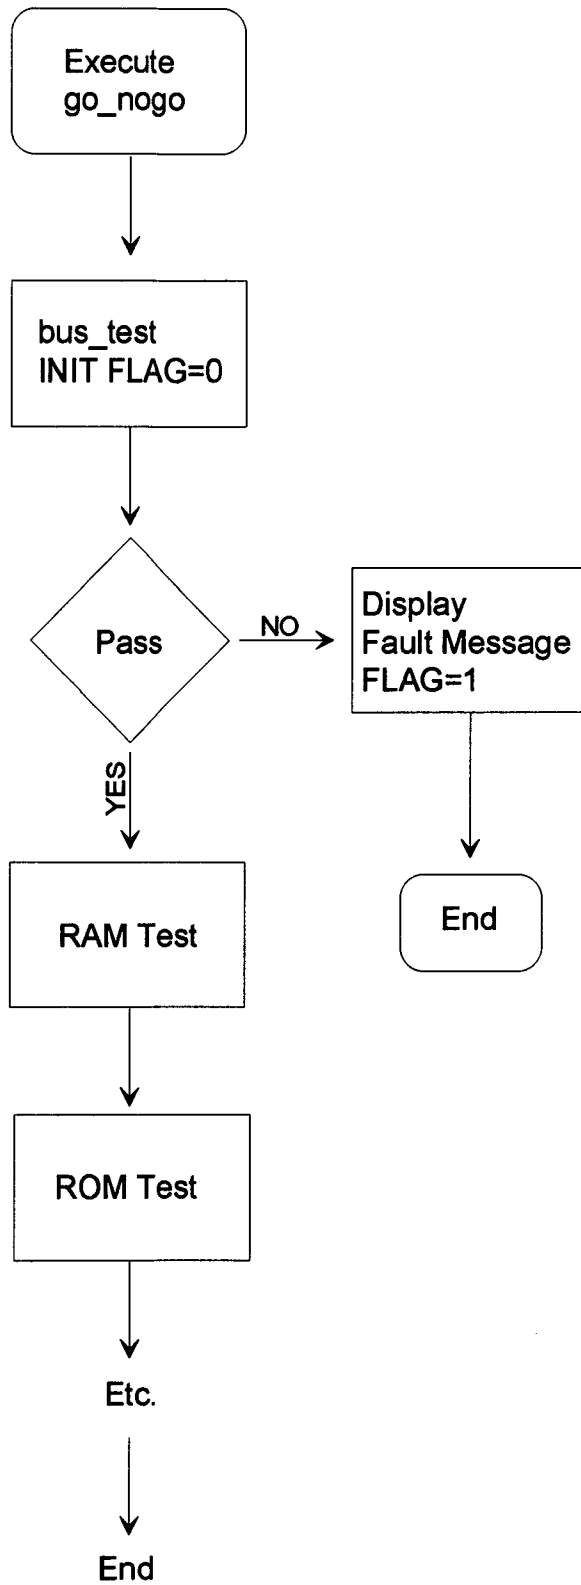 Execute
go_nogo
bus_test
INIT FLAG=0
Pass
NO
Display
Fault Message
FLAG=1
YES
End
RAM Test
ROM Test
Etc.
End